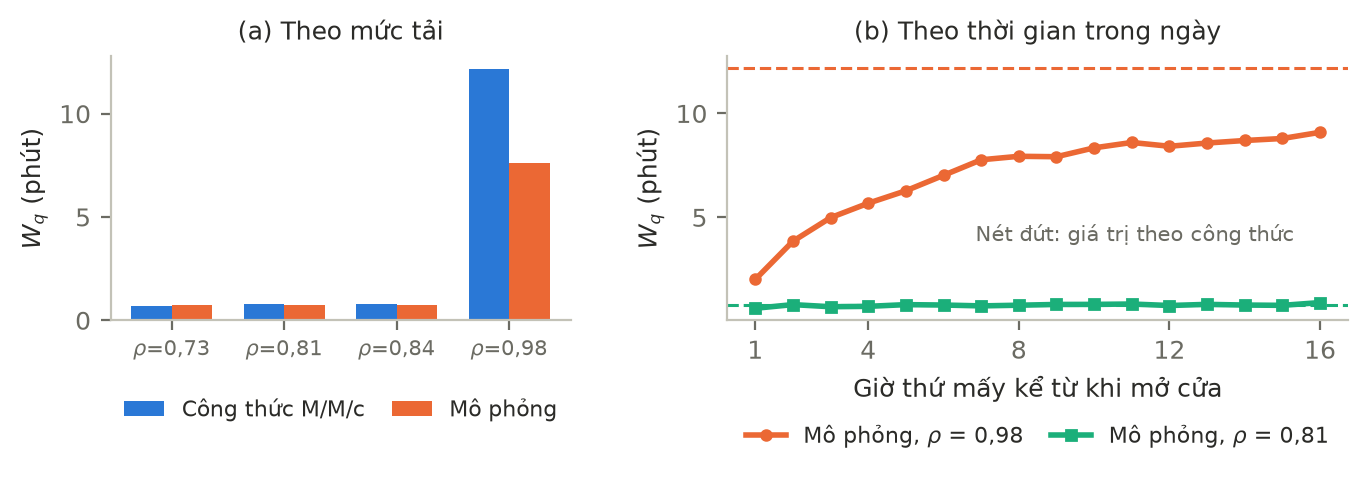 (a) Theo mức tải
W_q (phút)
10
5
0
ρ=0,73 ρ=0,81 ρ=0,84 ρ=0,98
Công thức M/M/c Mô phỏng
(b) Theo thời gian trong ngày
W_q (phút)
10
5
Nét đứt: giá trị theo công thức
1 4 8 12 16
Giờ thứ mấy kể từ khi mở cửa
Mô phỏng, ρ = 0,98 Mô phỏng, ρ = 0,81